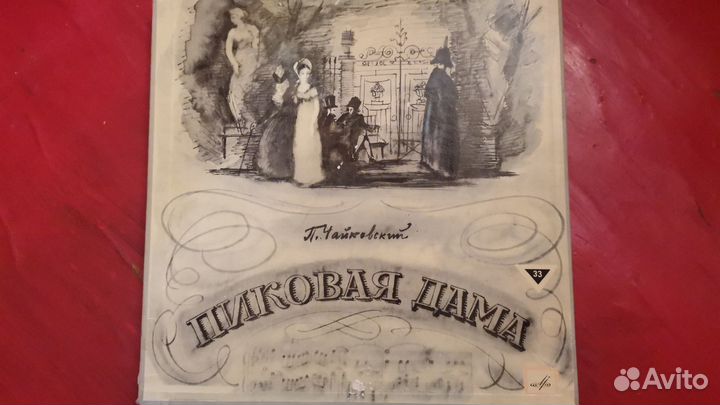 П. Чайковский
33
ПИКОВАЯ ДАМА
Avito